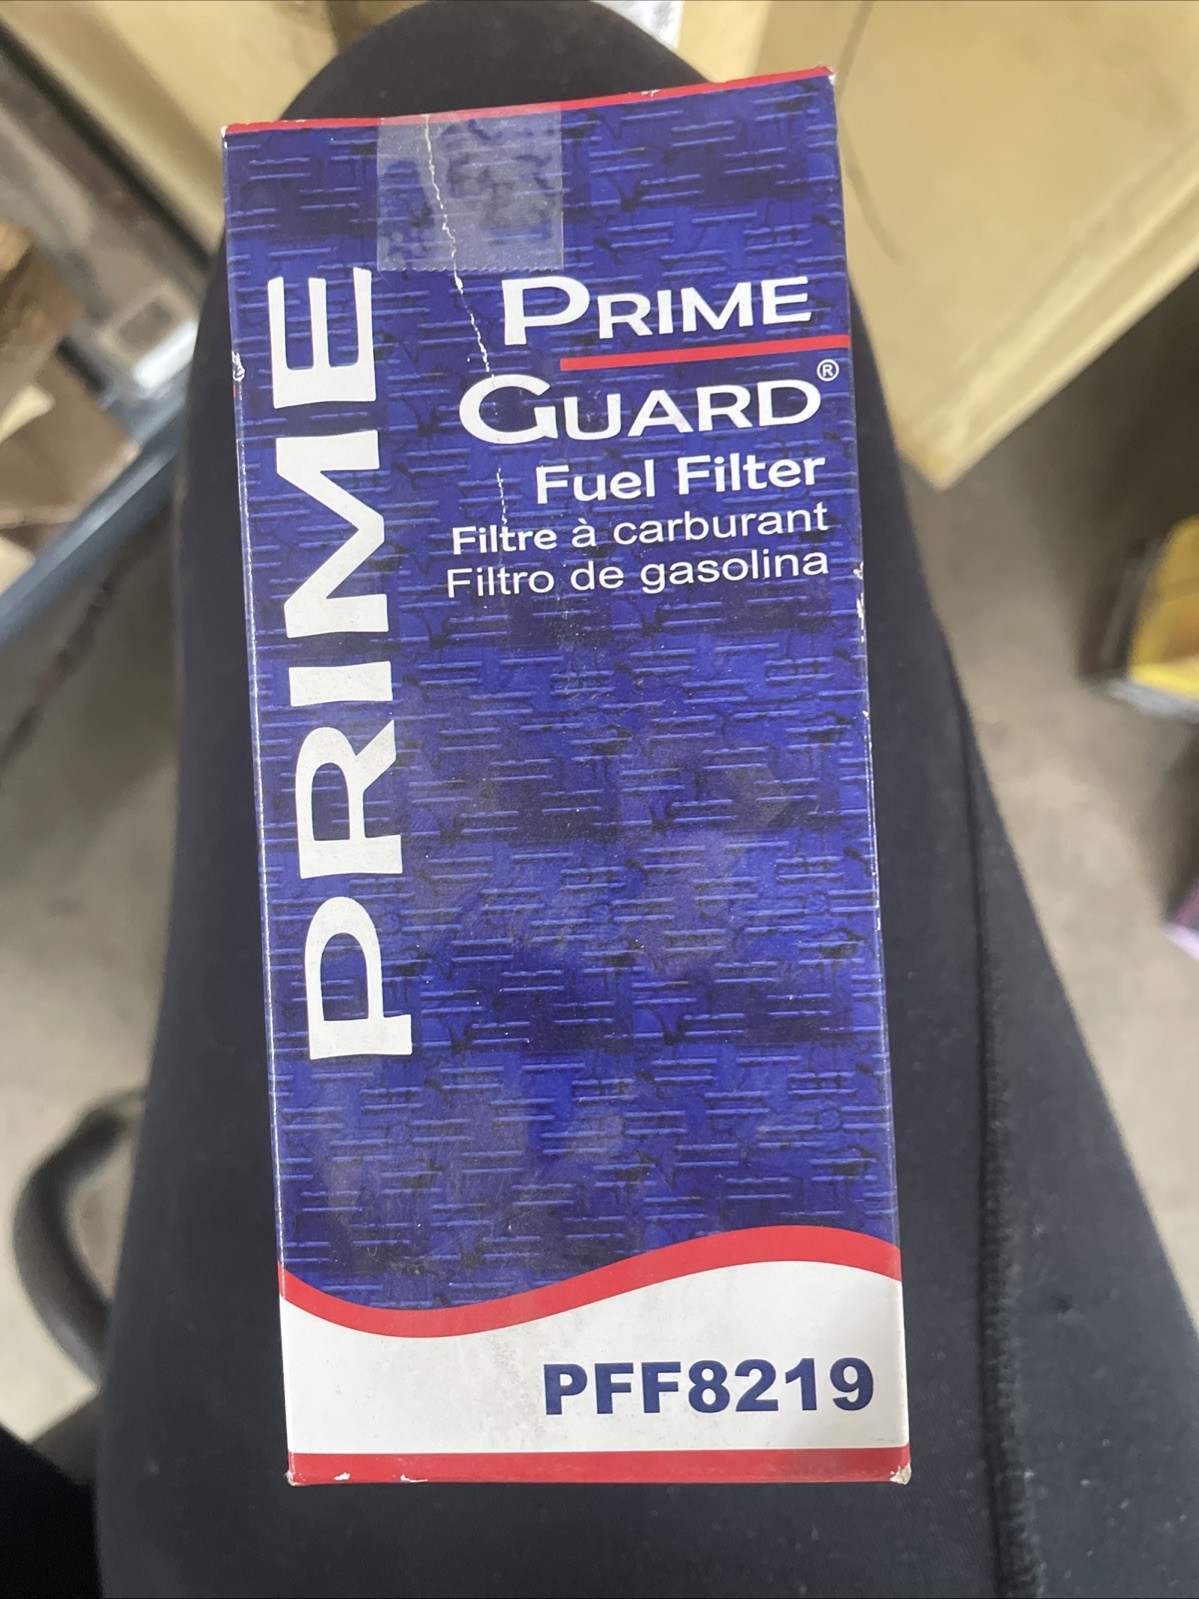 PRIME
PRIME
GUARD®
Fuel Filter
Filtre à carburant
Filtro de gasolina
PFF8219